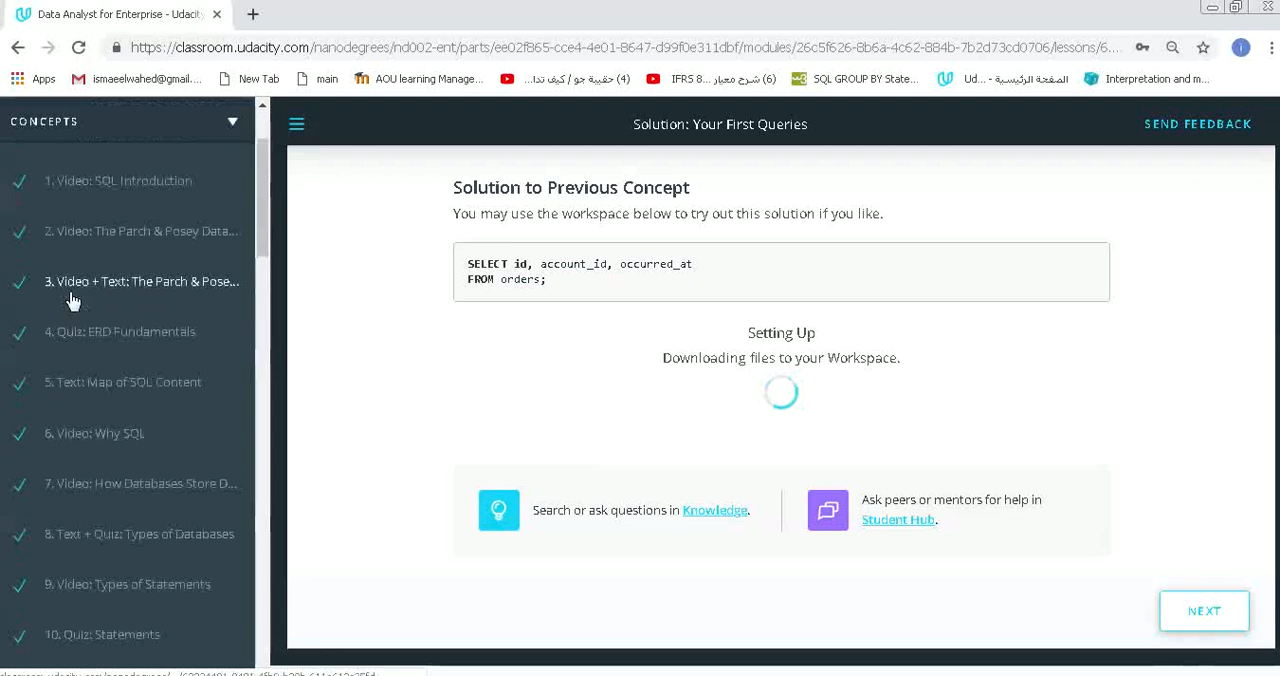 Data Analyst for Enterprise - Udacity
https://classroom.udacity.com/nanodegrees/nd002-ent/parts/ee02f865-cce4-4e01-8647-d99f0e311dbf/modules/26c5f626-8b6a-4c62-884b-7b2d73cd0706/lessons/6....
Apps ismaeelwahed@gmail.... New Tab main AOU learning Manage... (4) حقيبة جو / كيف تدا... (6) شرح معيار IFRS 8... SQL GROUP BY State... الصفحة الرئيسية - Ud... Interpretation and m...
CONCEPTS
Solution: Your First Queries
SEND FEEDBACK
1. Video: SQL Introduction
2. Video: The Parch & Posey Data...
3. Video + Text: The Parch & Pose...
4. Quiz: ERD Fundamentals
5. Text: Map of SQL Content
6. Video: Why SQL
7. Video: How Databases Store D...
8. Text + Quiz: Types of Databases
9. Video: Types of Statements
10. Quiz: Statements
Solution to Previous Concept
You may use the workspace below to try out this solution if you like.
SELECT id, account_id, occurred_at
FROM orders;
Setting Up
Downloading files to your Workspace.
Search or ask questions in Knowledge.
Ask peers or mentors for help in
Student Hub.
NEXT